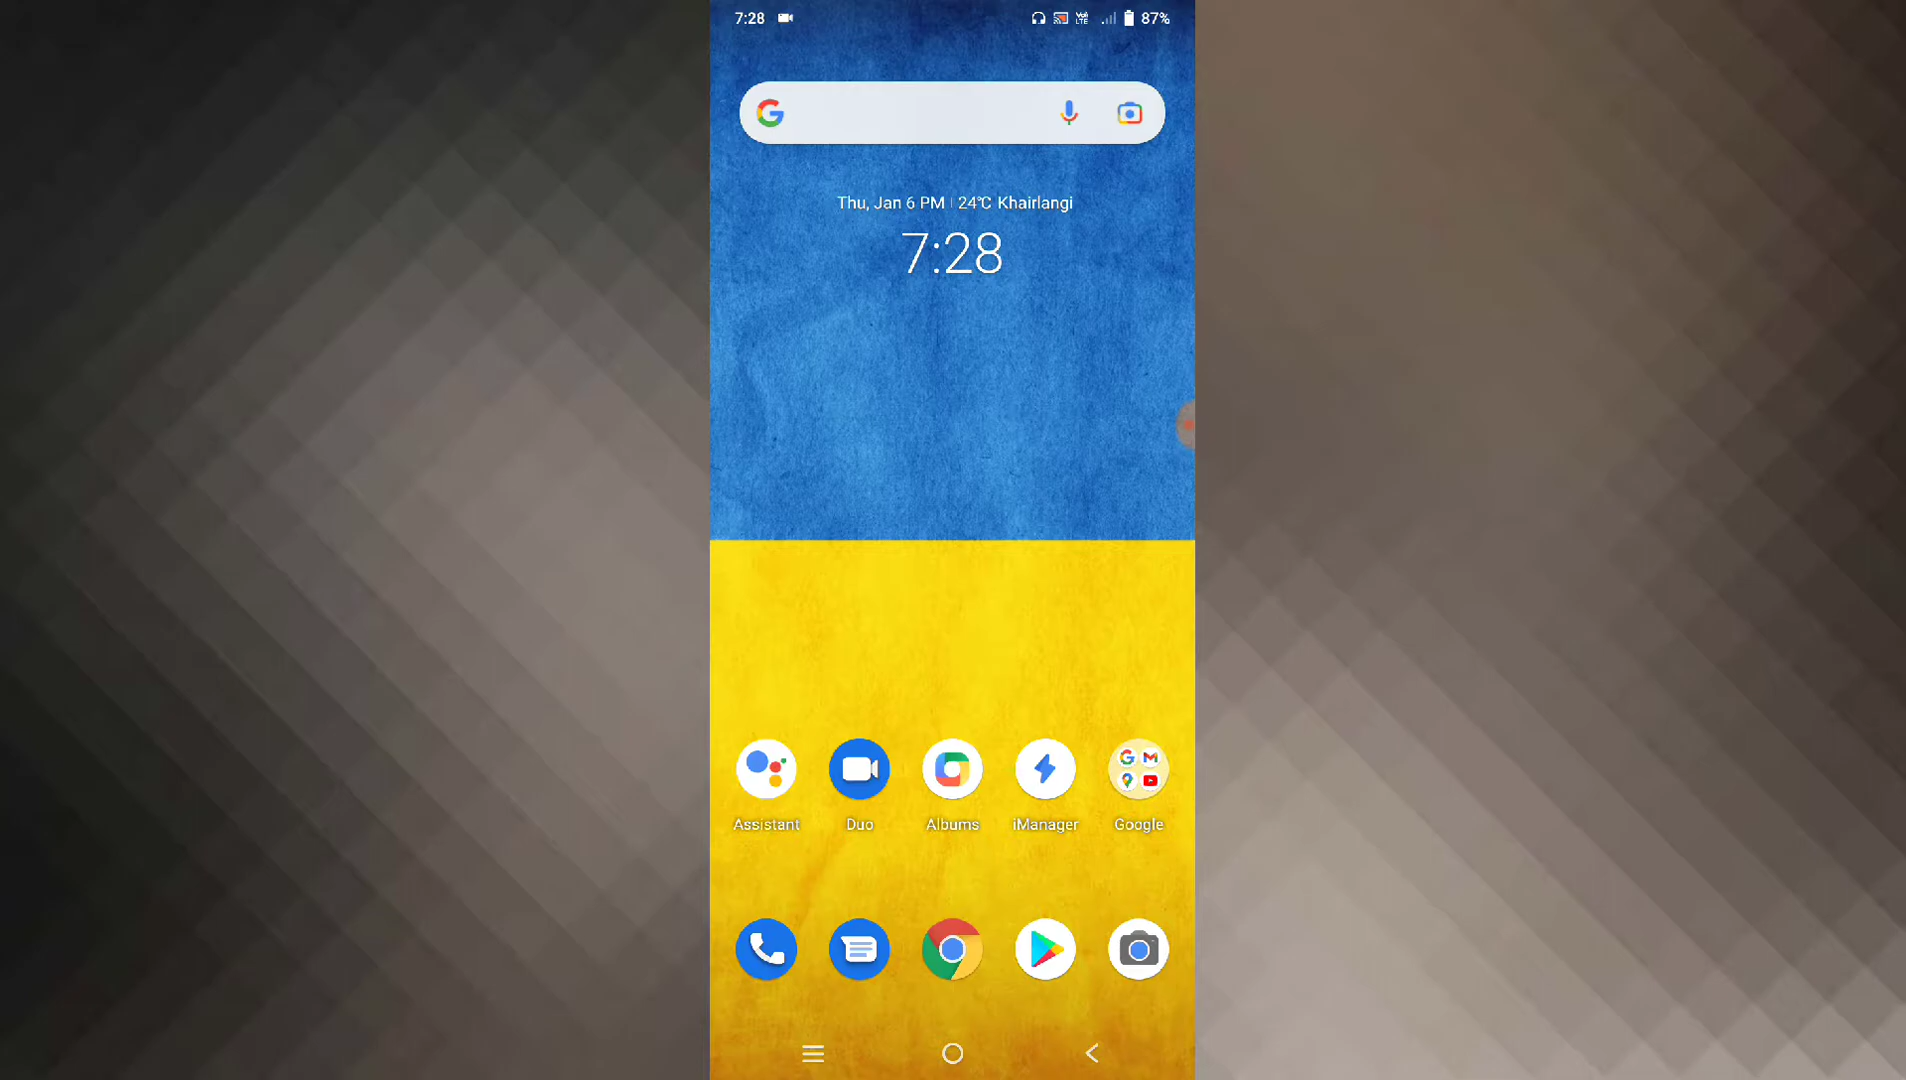 7:28 87%
Thu, Jan 6 PM | 24℃ Khairlangi
7:28
Assistant Duo Albums iManager Google